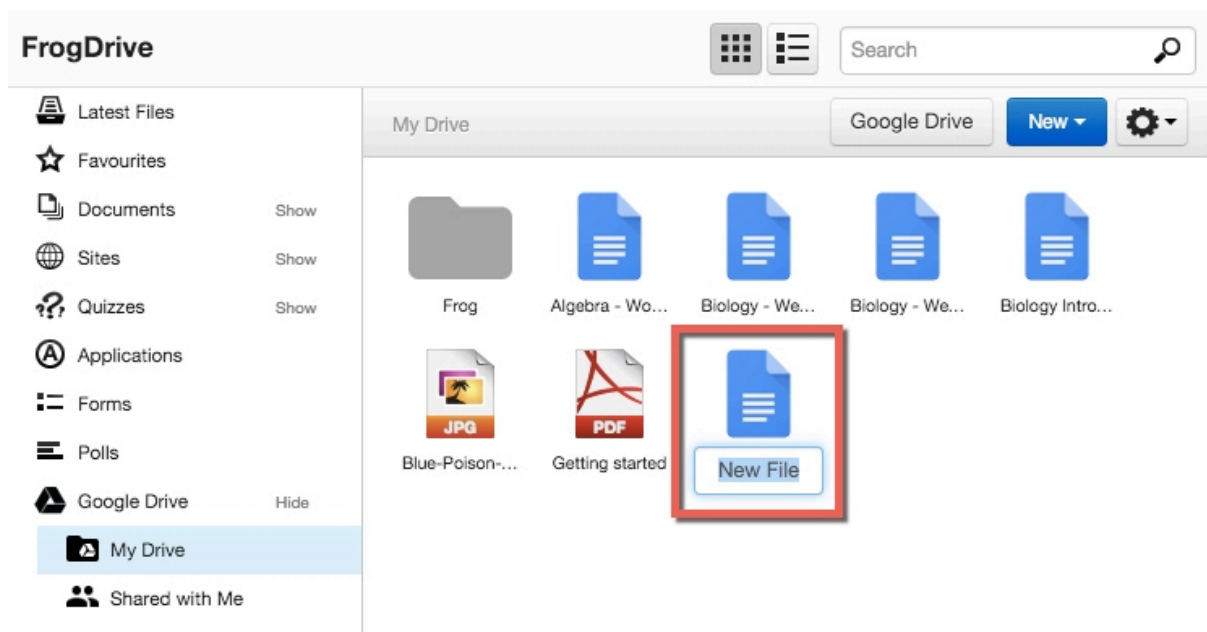 FrogDrive
Search
Latest Files
Favourites
Documents Show
Sites Show
Quizzes Show
Applications
Forms
Polls
Google Drive Hide
My Drive
Shared with Me
My Drive
Google Drive
New
Frog
Algebra - Wo...
Biology - We...
Biology - We...
Biology Intro...
JPG
PDF
Blue-Poison-...
Getting started
New File